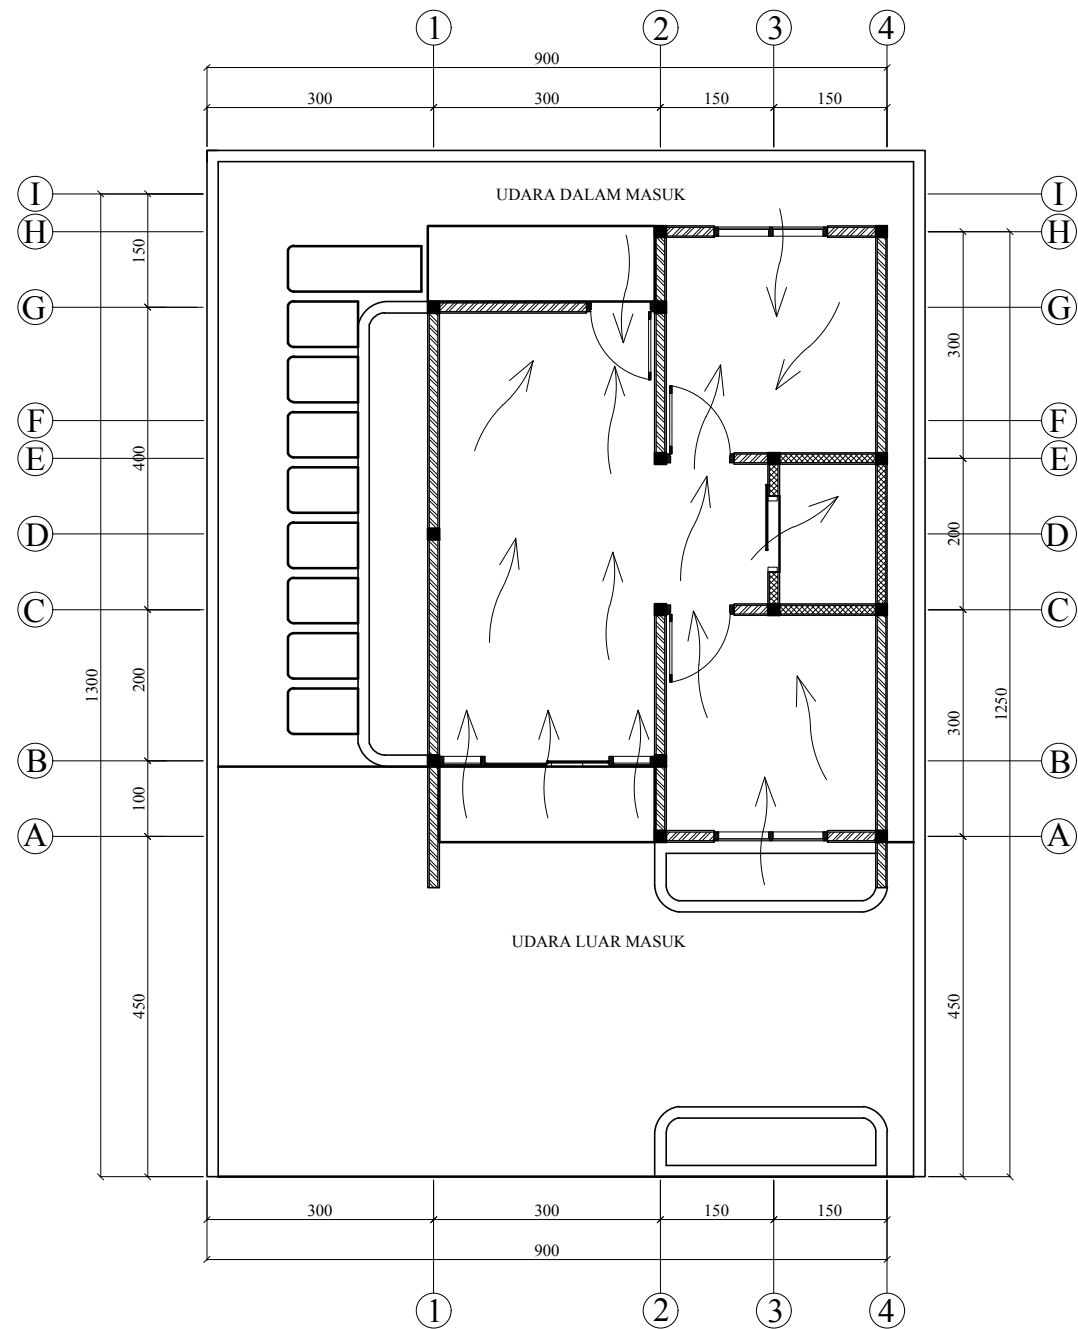 1 2 3 4
900
300 300 150 150
UDARA DALAM MASUK
I I
H H
150
G G
300
F F
400
E E
D D
200
C C
1300 200 300 1250
B B
100
A A
UDARA LUAR MASUK
450 450
300 300 150 150
900
1 2 3 4